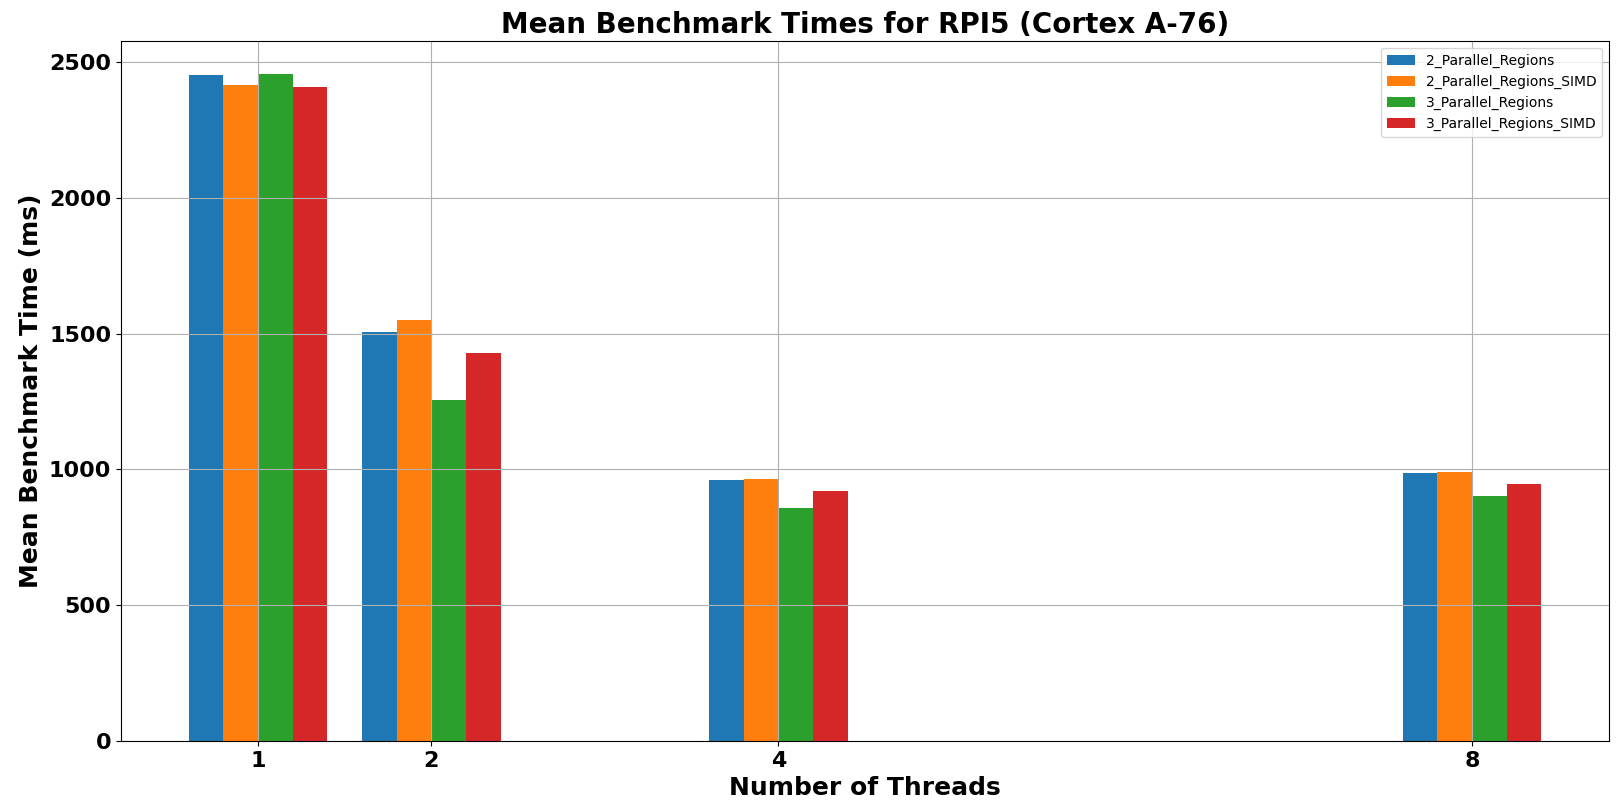 Mean Benchmark Times for RPI5 (Cortex A-76)
2_Parallel_Regions
2_Parallel_Regions_SIMD
3_Parallel_Regions
3_Parallel_Regions_SIMD
Mean Benchmark Time (ms)
2500
2000
1500
1000
500
0
1 2 4 8
Number of Threads